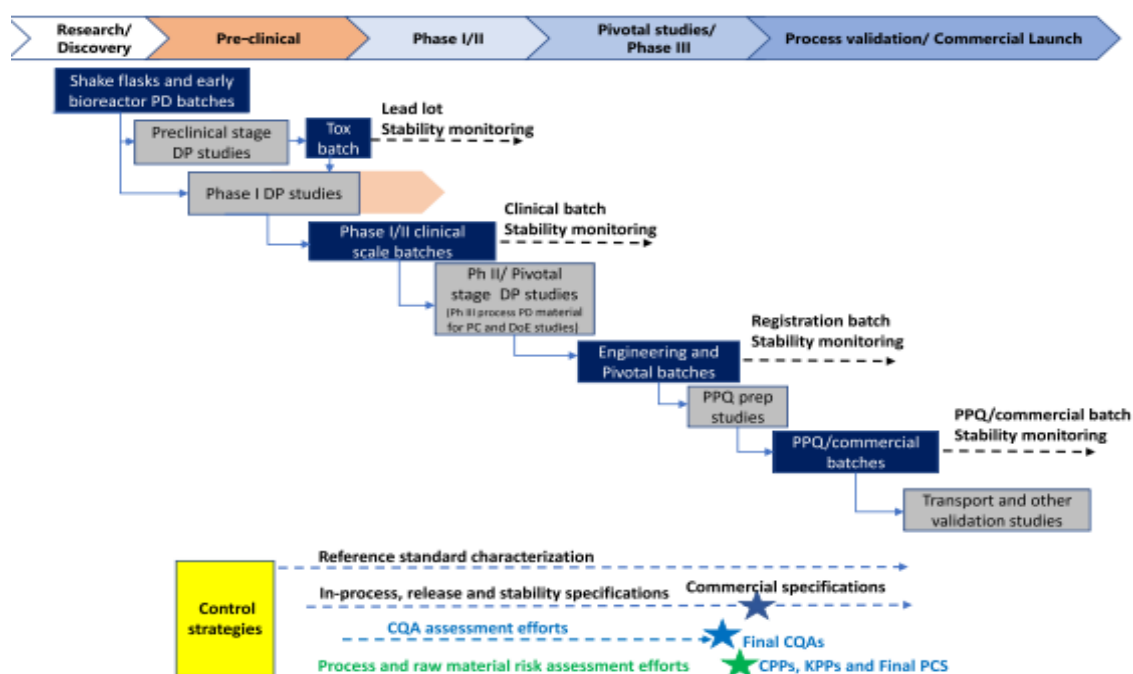 Research/
Discovery
Pre-clinical
Phase I/II
Pivotal studies/
Phase III
Process validation/ Commercial Launch
Shake flasks and early
bioreactor PD batches
Preclinical stage
DP studies
Tox
batch
Lead lot
Stability monitoring
Phase I DP studies
Phase I/II clinical
scale batches
Clinical batch
Stability monitoring
Ph II/ Pivotal
stage DP studies
(Ph III process PD material
for PC and DoE studies)
Engineering and
Pivotal batches
Registration batch
Stability monitoring
PPQ prep
studies
PPQ/commercial
batches
PPQ/commercial batch
Stability monitoring
Transport and other
validation studies
Control
strategies
Reference standard characterization
In-process, release and stability specifications
Commercial specifications
CQA assessment efforts
Final CQAs
Process and raw material risk assessment efforts
CPPs, KPPs and Final PCS